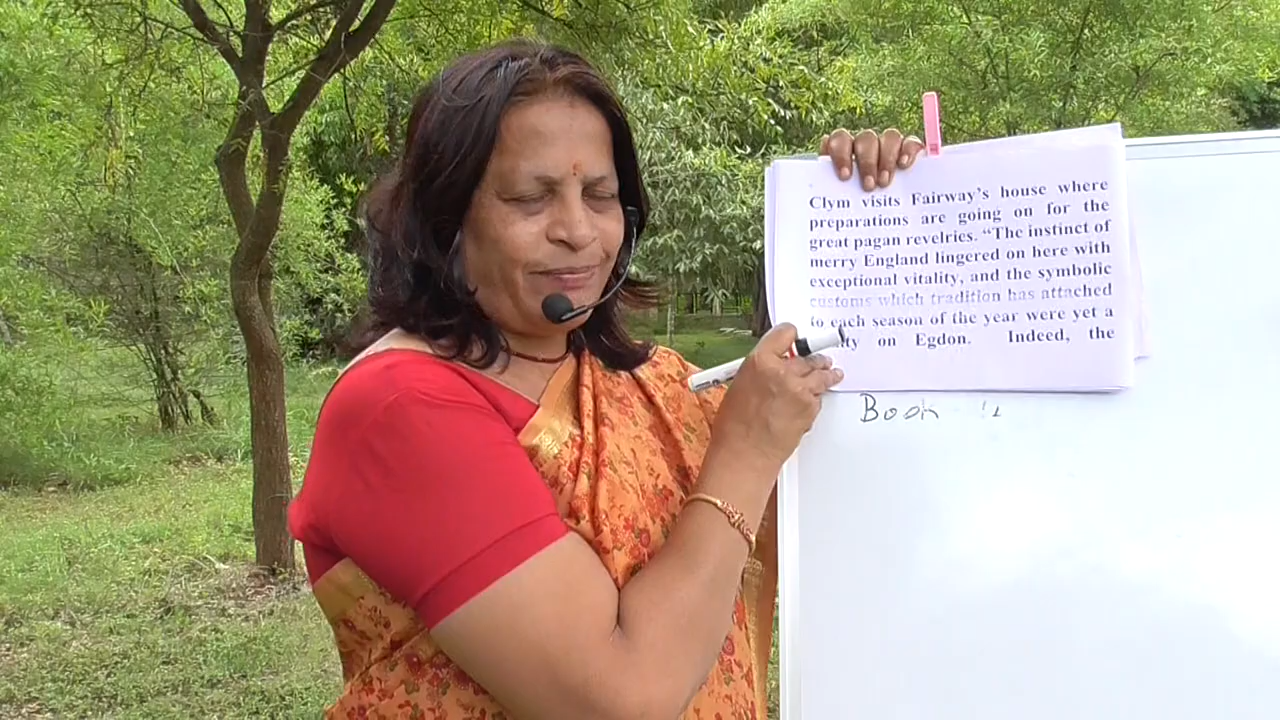 Clym visits Fairway's house where
preparations are going on for the
great pagan revelries. “The instinct of
merry England lingered on here with
exceptional vitality, and the symbolic
customs which tradition has attached
to each season of the year were yet a
on Egdon. Indeed, the
Book